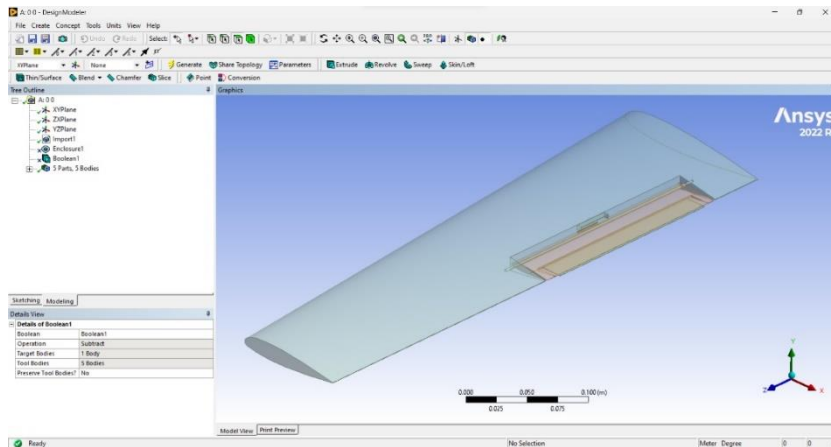 A: 0.0 - DesignModeler
File Create Concept Tools Units View Help
Undo Redo Select:
XYPlane None Generate Share Topology Parameters Extrude Revolve Sweep Skin/Loft
Thin/Surface Blend Chamfer Slice Point Conversion
Tree Outline
Graphics
A: 0.0
XYPlane
ZXPlane
YZPlane
Import1
Enclosure1
Boolean1
5 Parts, 5 Bodies
Ansys
2022 R
Sketching Modeling
Details View
Details of Boolean1
Boolean Boolean1
Operation Subtract
Target Bodies 1 Body
Tool Bodies 5 Bodies
Preserve Tool Bodies? No
0.000 0.050 0.100 (m)
0.025 0.075
Y
Z X
Model View Print Preview
Ready No Selection Meter Degree 0 0